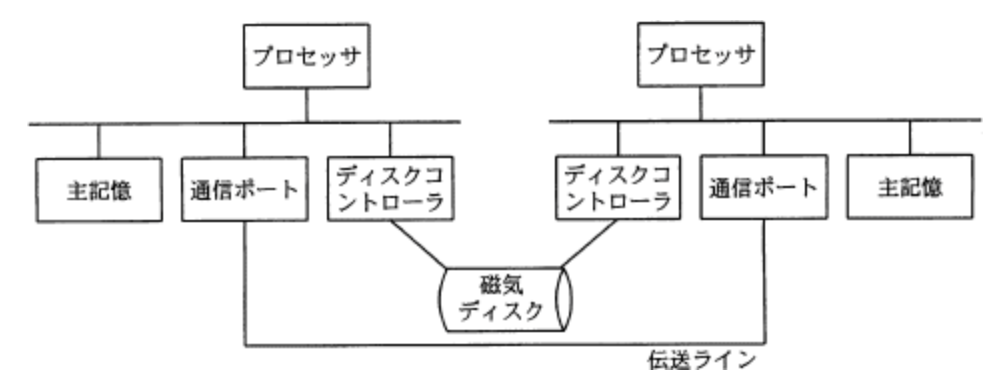 プロセッサ
プロセッサ
主記憶
通信ポート
ディスクコ
ントローラ
ディスクコ
ントローラ
通信ポート
主記憶
磁気
ディスク
伝送ライン